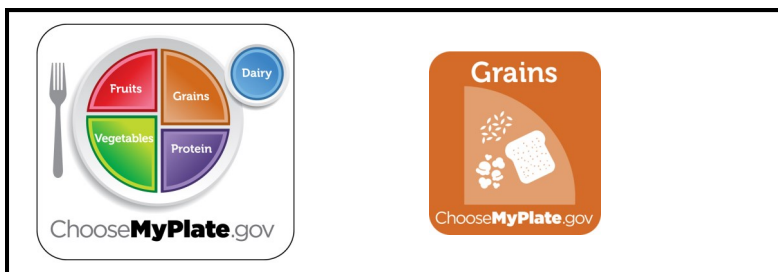 Fruits
Grains
Dairy
Vegetables
Protein
ChooseMyPlate.gov
Grains
ChooseMyPlate.gov